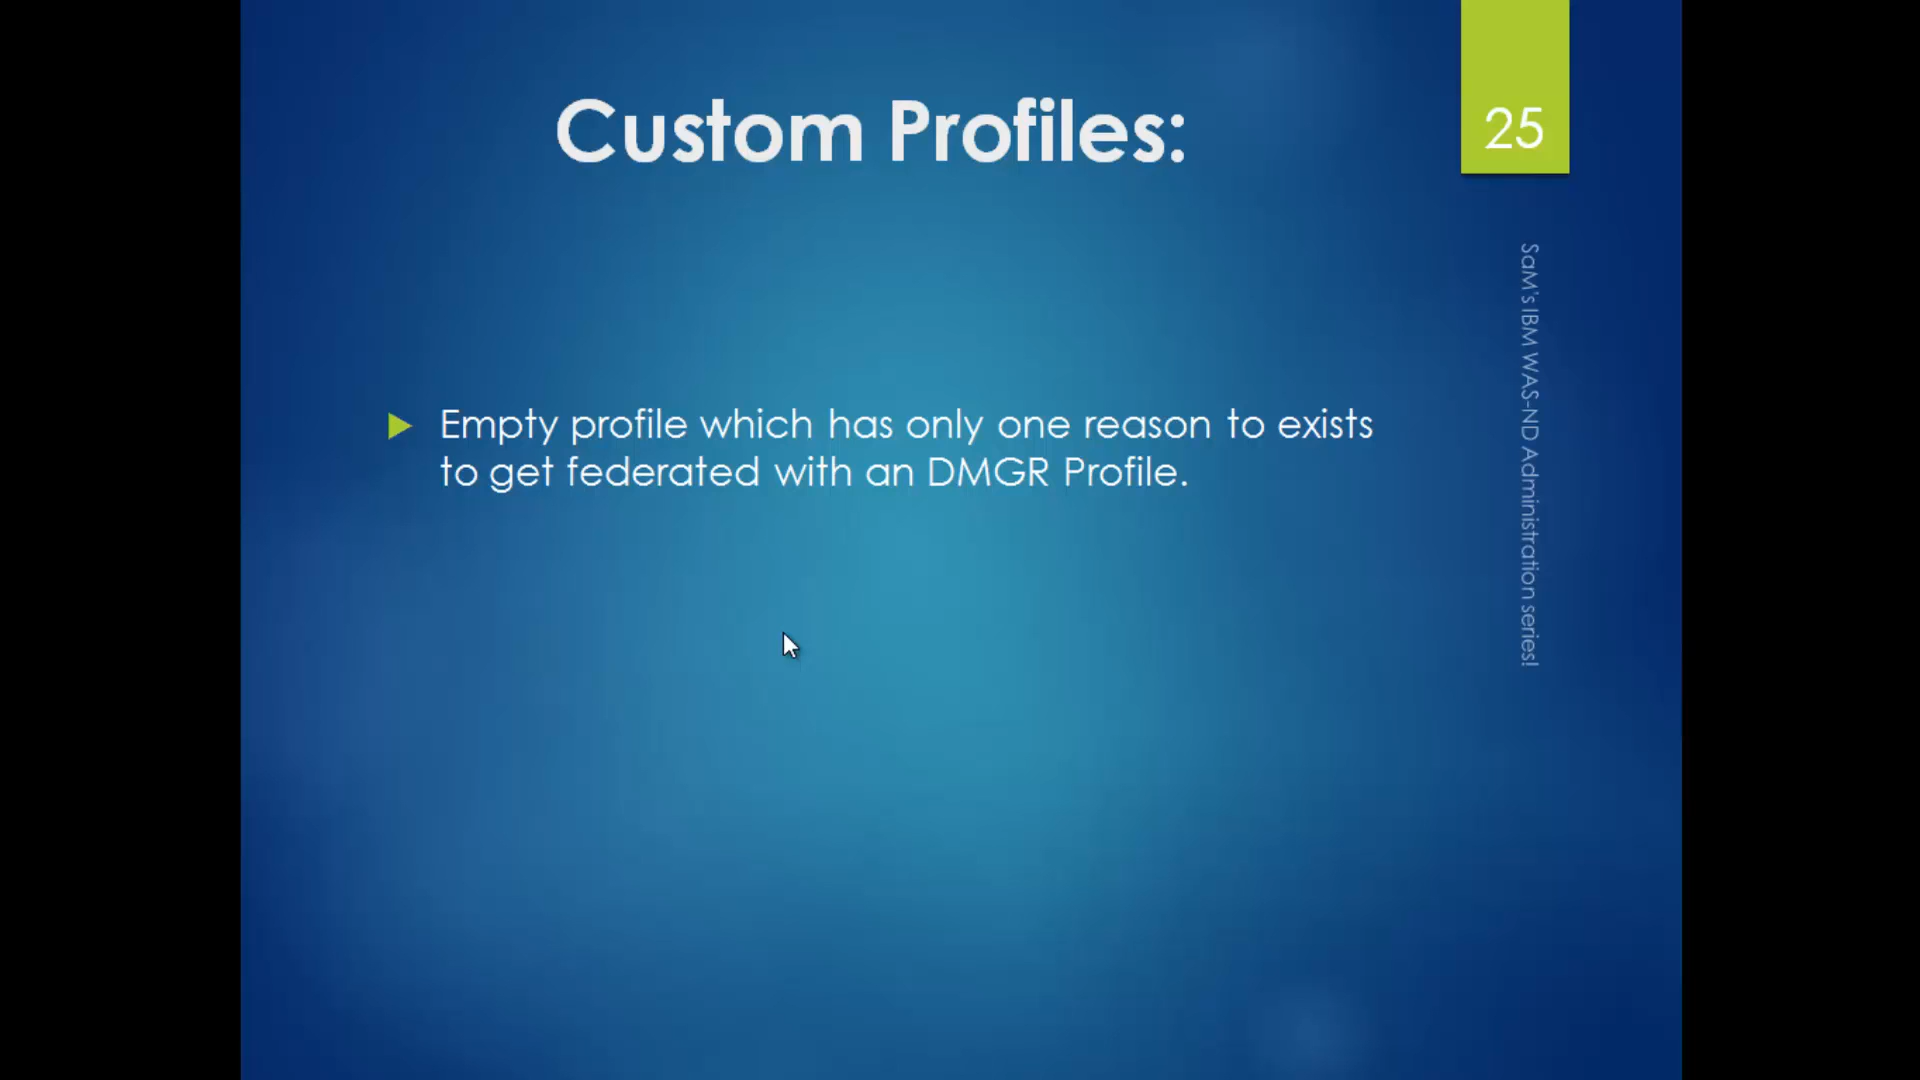 Custom Profiles:
25
Empty profile which has only one reason to exists
to get federated with an DMGR Profile.
SaM's IBM WAS-ND Administration series!